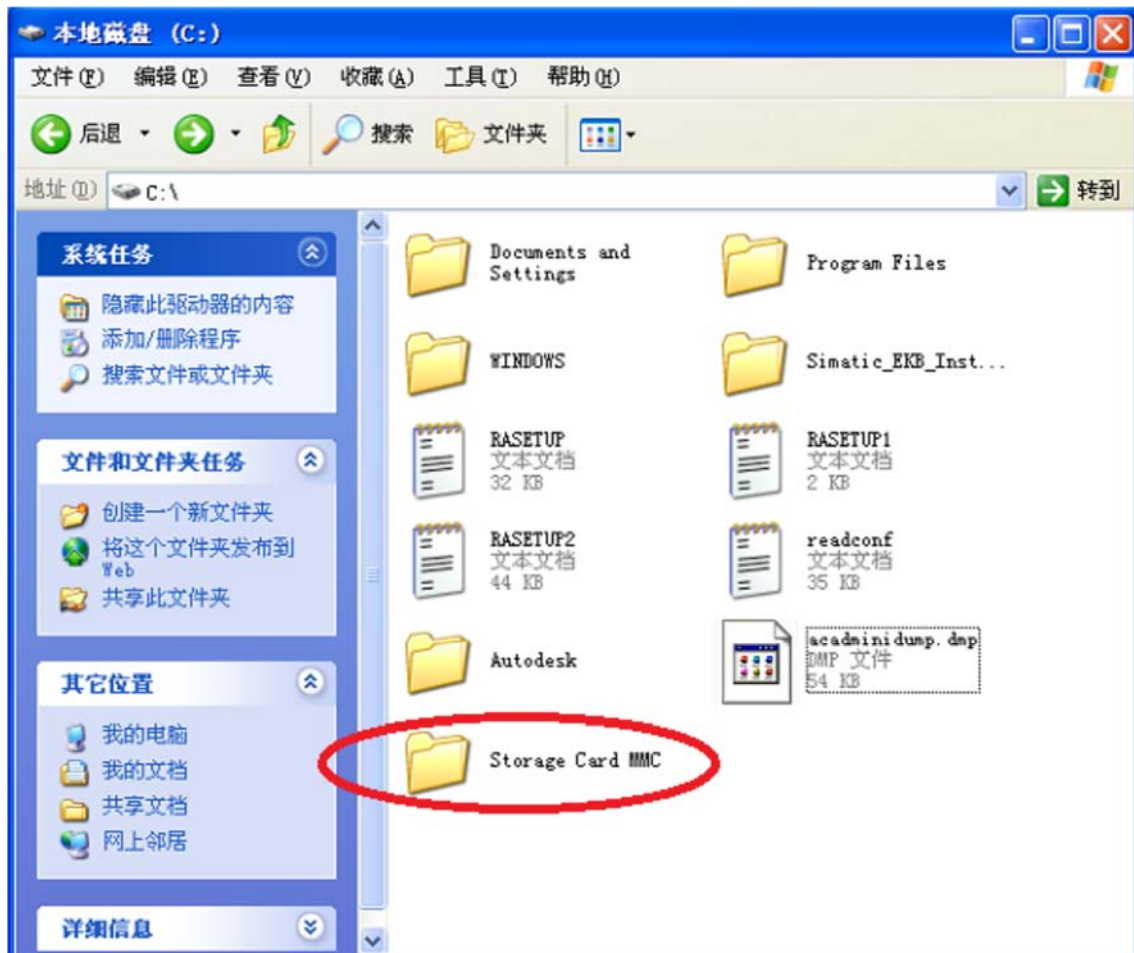 本地磁盘 (C:)
文件(F) 编辑(E) 查看(V) 收藏(A) 工具(T) 帮助(H)
后退 搜索 文件夹
地址(D) C:\ 转到
系统任务
隐藏此驱动器的内容
添加/删除程序
搜索文件或文件夹
文件和文件夹任务
创建一个新文件夹
将这个文件夹发布到
Web
共享此文件夹
其它位置
我的电脑
我的文档
共享文档
网上邻居
详细信息
Documents and
Settings
Program Files
WINDOWS
Simatic_EKB_Inst...
RASETUP
文本文档
32 KB
RASETUP1
文本文档
2 KB
RASETUP2
文本文档
44 KB
readconf
文本文档
35 KB
Autodesk
acadminidump.dmp
DMP 文件
54 KB
Storage Card MMC